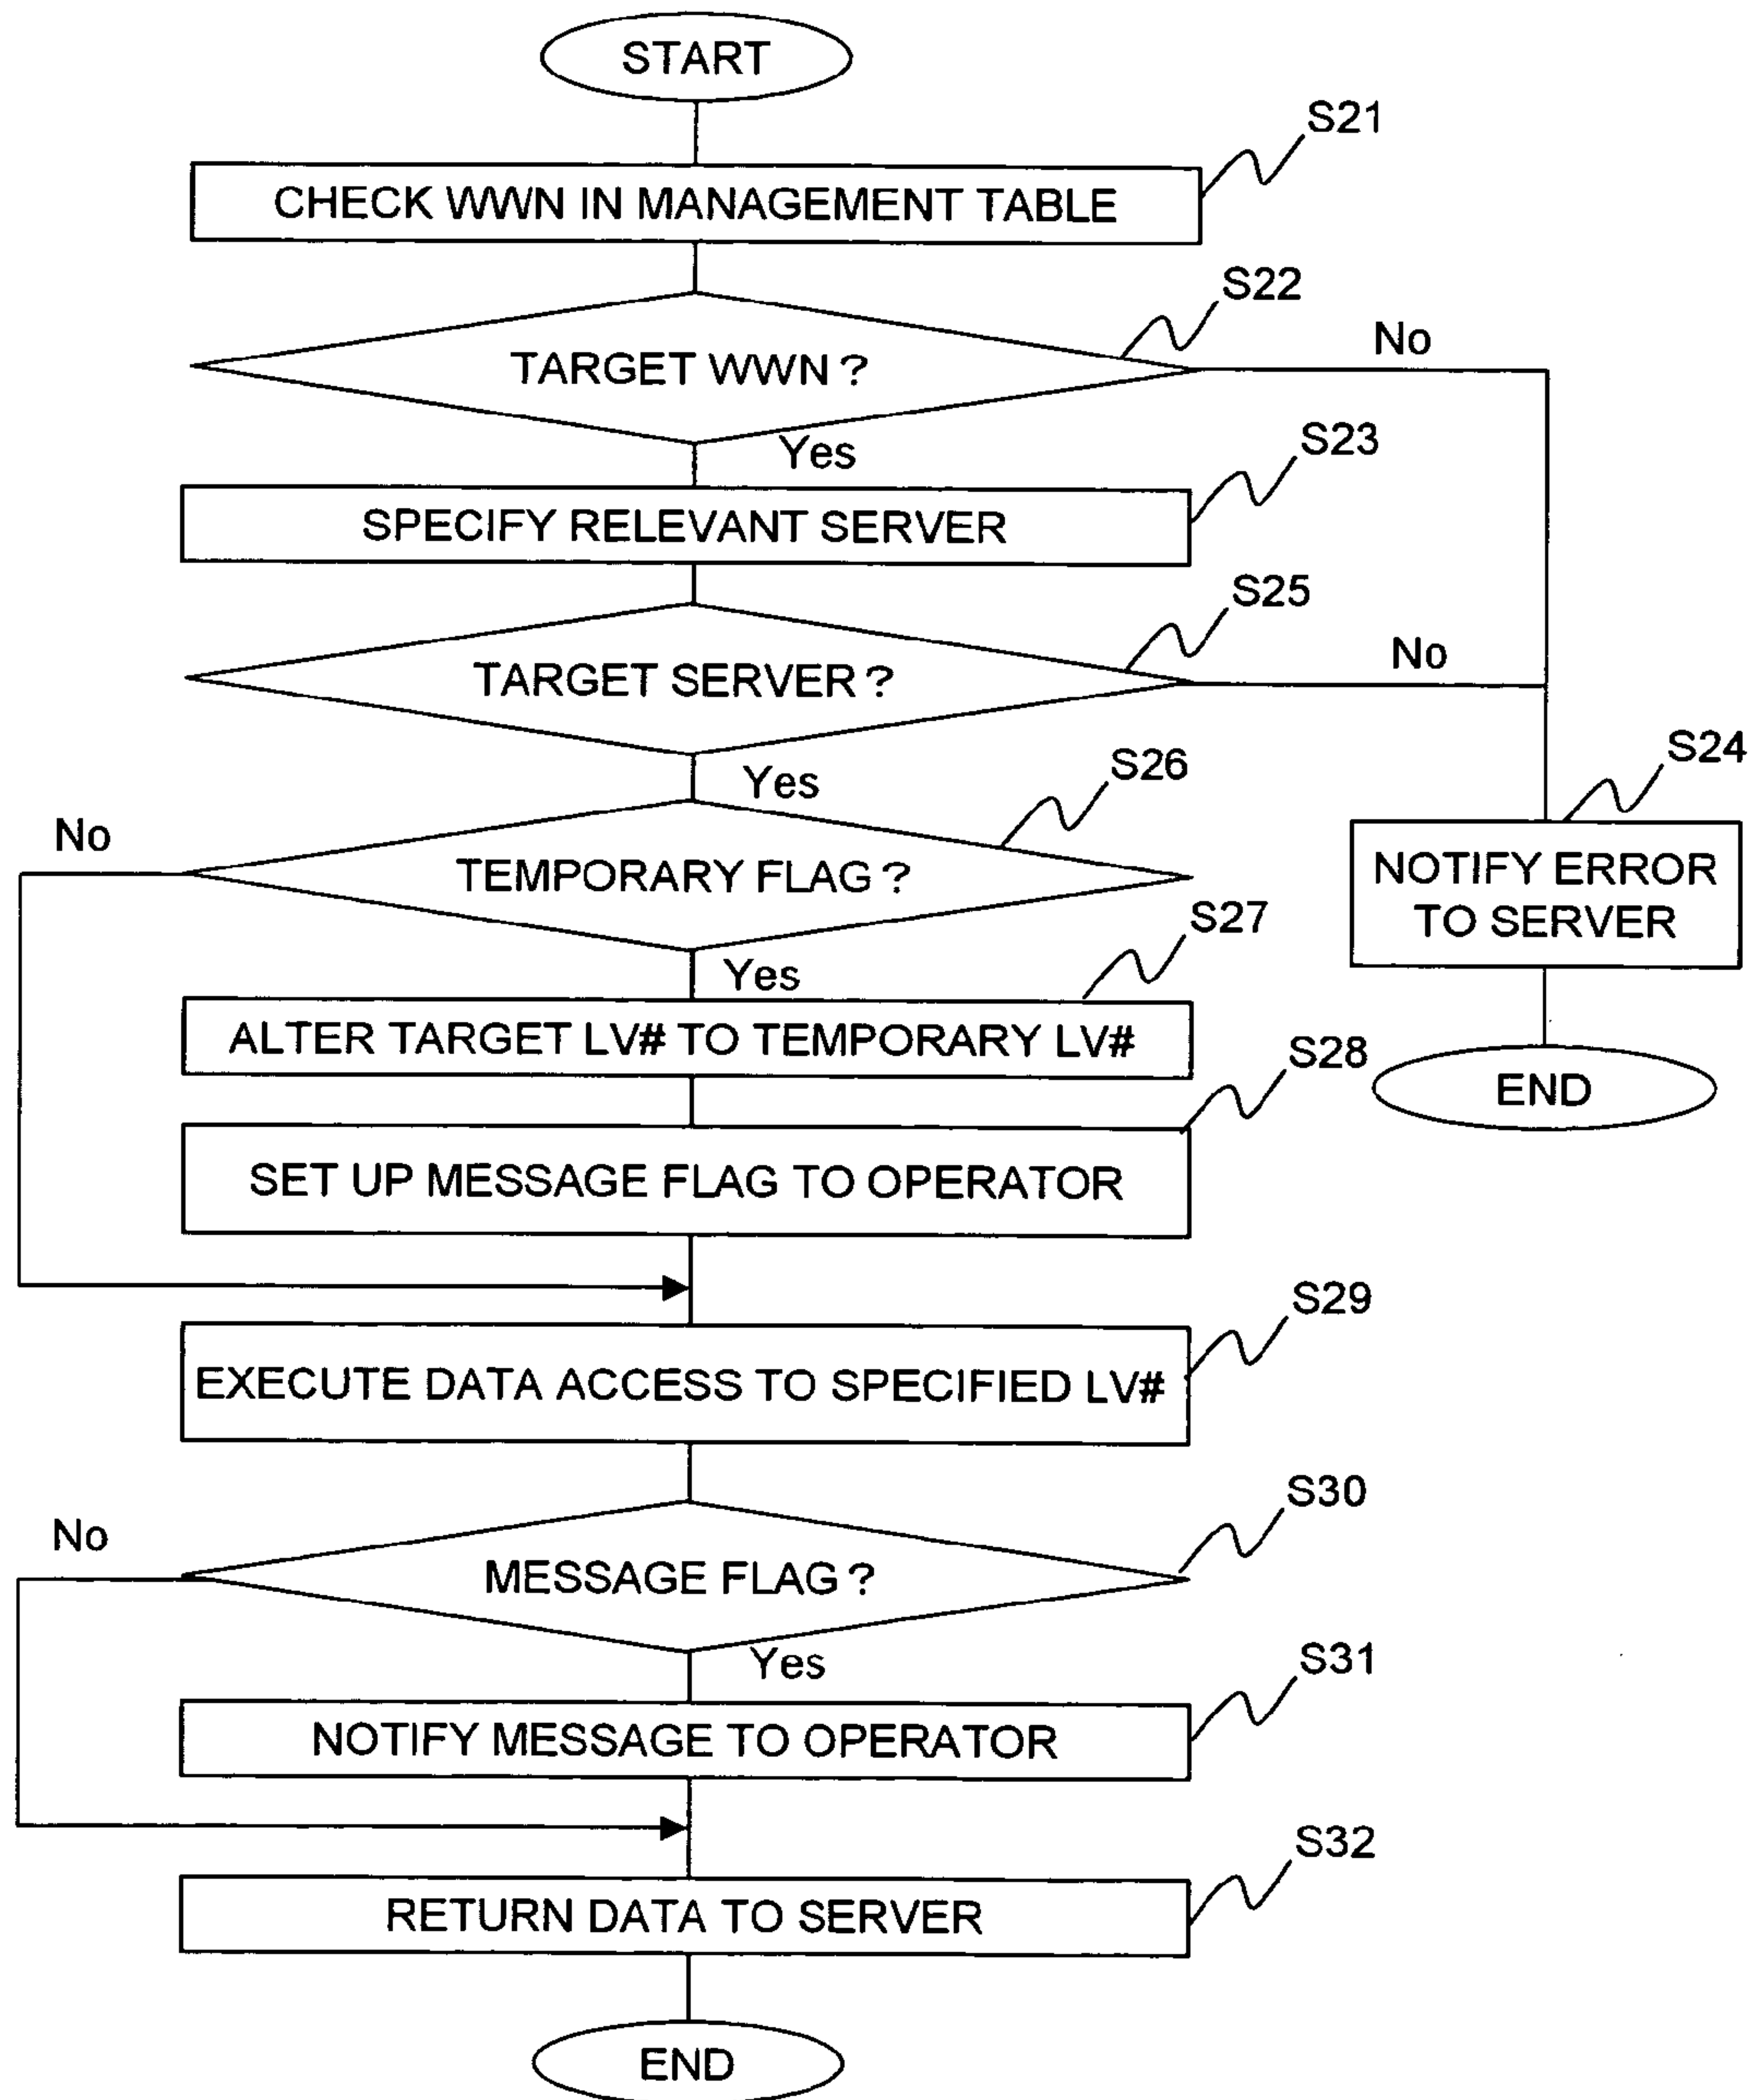 START
S21
CHECK WWN IN MANAGEMENT TABLE
S22
TARGET WWN ?
No
Yes
S23
SPECIFY RELEVANT SERVER
S25
TARGET SERVER ?
No
Yes
S26
S24
No
TEMPORARY FLAG ?
NOTIFY ERROR
TO SERVER
Yes
S27
ALTER TARGET LV# TO TEMPORARY LV#
S28
END
SET UP MESSAGE FLAG TO OPERATOR
S29
EXECUTE DATA ACCESS TO SPECIFIED LV#
S30
No
MESSAGE FLAG ?
Yes
S31
NOTIFY MESSAGE TO OPERATOR
S32
RETURN DATA TO SERVER
END